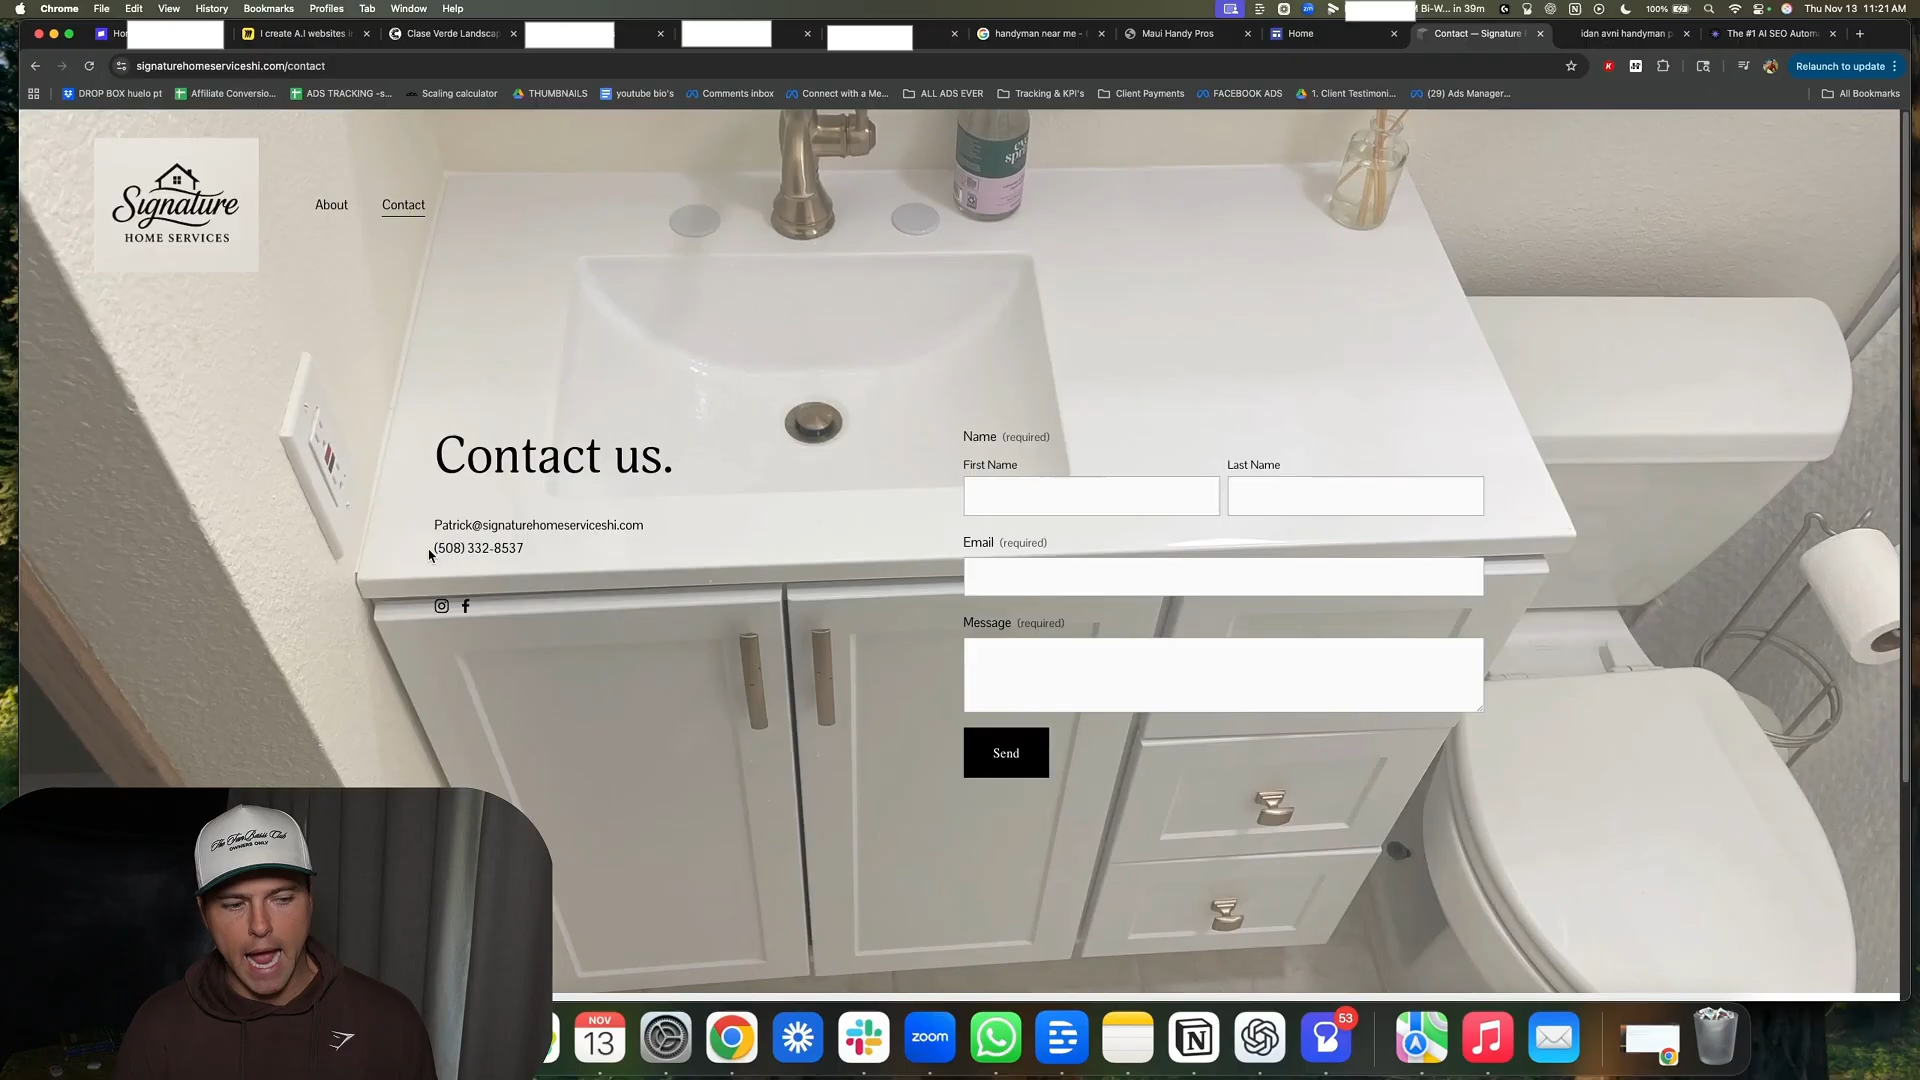 Chrome File Edit View History Bookmarks Profiles Tab Window Help
100% Thu Nov 13 11:21 AM
Bi-W... in 39m
I create A.I websites i
Clase Verde Landscap
handyman near me -
Maui Handy Pros
Home
Contact — Signature
idan avni handyman p
The #1 AI SEO Autom
signaturehomeserviceshi.com/contact
Relaunch to update
DROP BOX huelo pt
Affiliate Conversio...
ADS TRACKING -s...
Scaling calculator
THUMBNAILS
youtube bio's
Comments inbox
Connect with a Me...
ALL ADS EVER
Tracking & KPI's
Client Payments
FACEBOOK ADS
1. Client Testimoni...
(29) Ads Manager...
All Bookmarks
Signature
HOME SERVICES
About
Contact
Contact us.
Patrick@signaturehomeserviceshi.com
(508) 332-8537
Name (required)
First Name
Last Name
Email (required)
Message (required)
Send
OWNERS ONLY
NOV
13
zoom
53